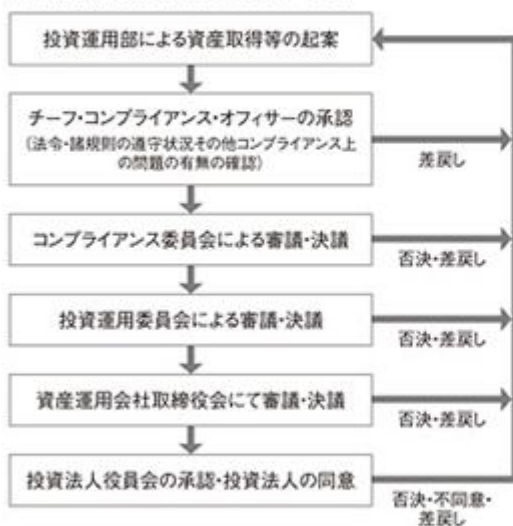 投資運用部による資産取得等の起案
チーフ・コンプライアンス・オフィサーの承認
(法令・諸規則の遵守状況その他コンプライアンス上
の問題の有無の確認)
差戻し
コンプライアンス委員会による審議・決議
否決・差戻し
投資運用委員会による審議・決議
否決・差戻し
資産運用会社取締役会にて審議・決議
否決・差戻し
投資法人役員会の承認・投資法人の同意
否決・不同意・
差戻し